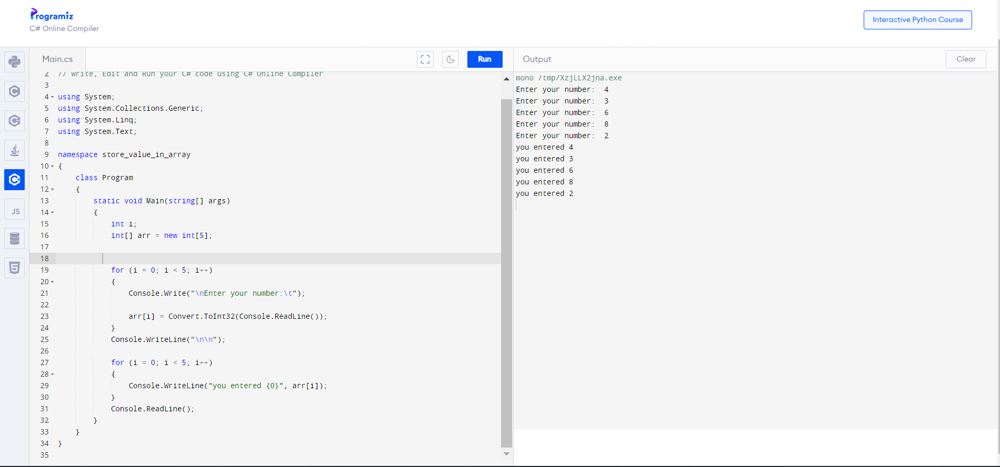 Programiz
C# Online Compiler
Interactive Python Course
Main.cs
Run
Output
Clear
JS
2 // Write, Edit and Run your C# code using C# Online Compiler
3
4 using System;
5 using System.Collections.Generic;
6 using System.Linq;
7 using System.Text;
8
9 namespace store_value_in_array
10 {
11 class Program
12 {
13 static void Main(string[] args)
14 {
15 int i;
16 int[] arr = new int[5];
17
18
19 for (i = 0; i < 5; i++)
20 {
21 Console.Write("\nEnter your number:\t");
22
23 arr[i] = Convert.ToInt32(Console.ReadLine());
24 }
25 Console.WriteLine("\n\n");
26
27 for (i = 0; i < 5; i++)
28 {
29 Console.WriteLine("you entered {0}", arr[i]);
30 }
31 Console.ReadLine();
32 }
33 }
34 }
35
mono /tmp/XzjLLX2jna.exe
Enter your number: 4
Enter your number: 3
Enter your number: 6
Enter your number: 8
Enter your number: 2
you entered 4
you entered 3
you entered 6
you entered 8
you entered 2